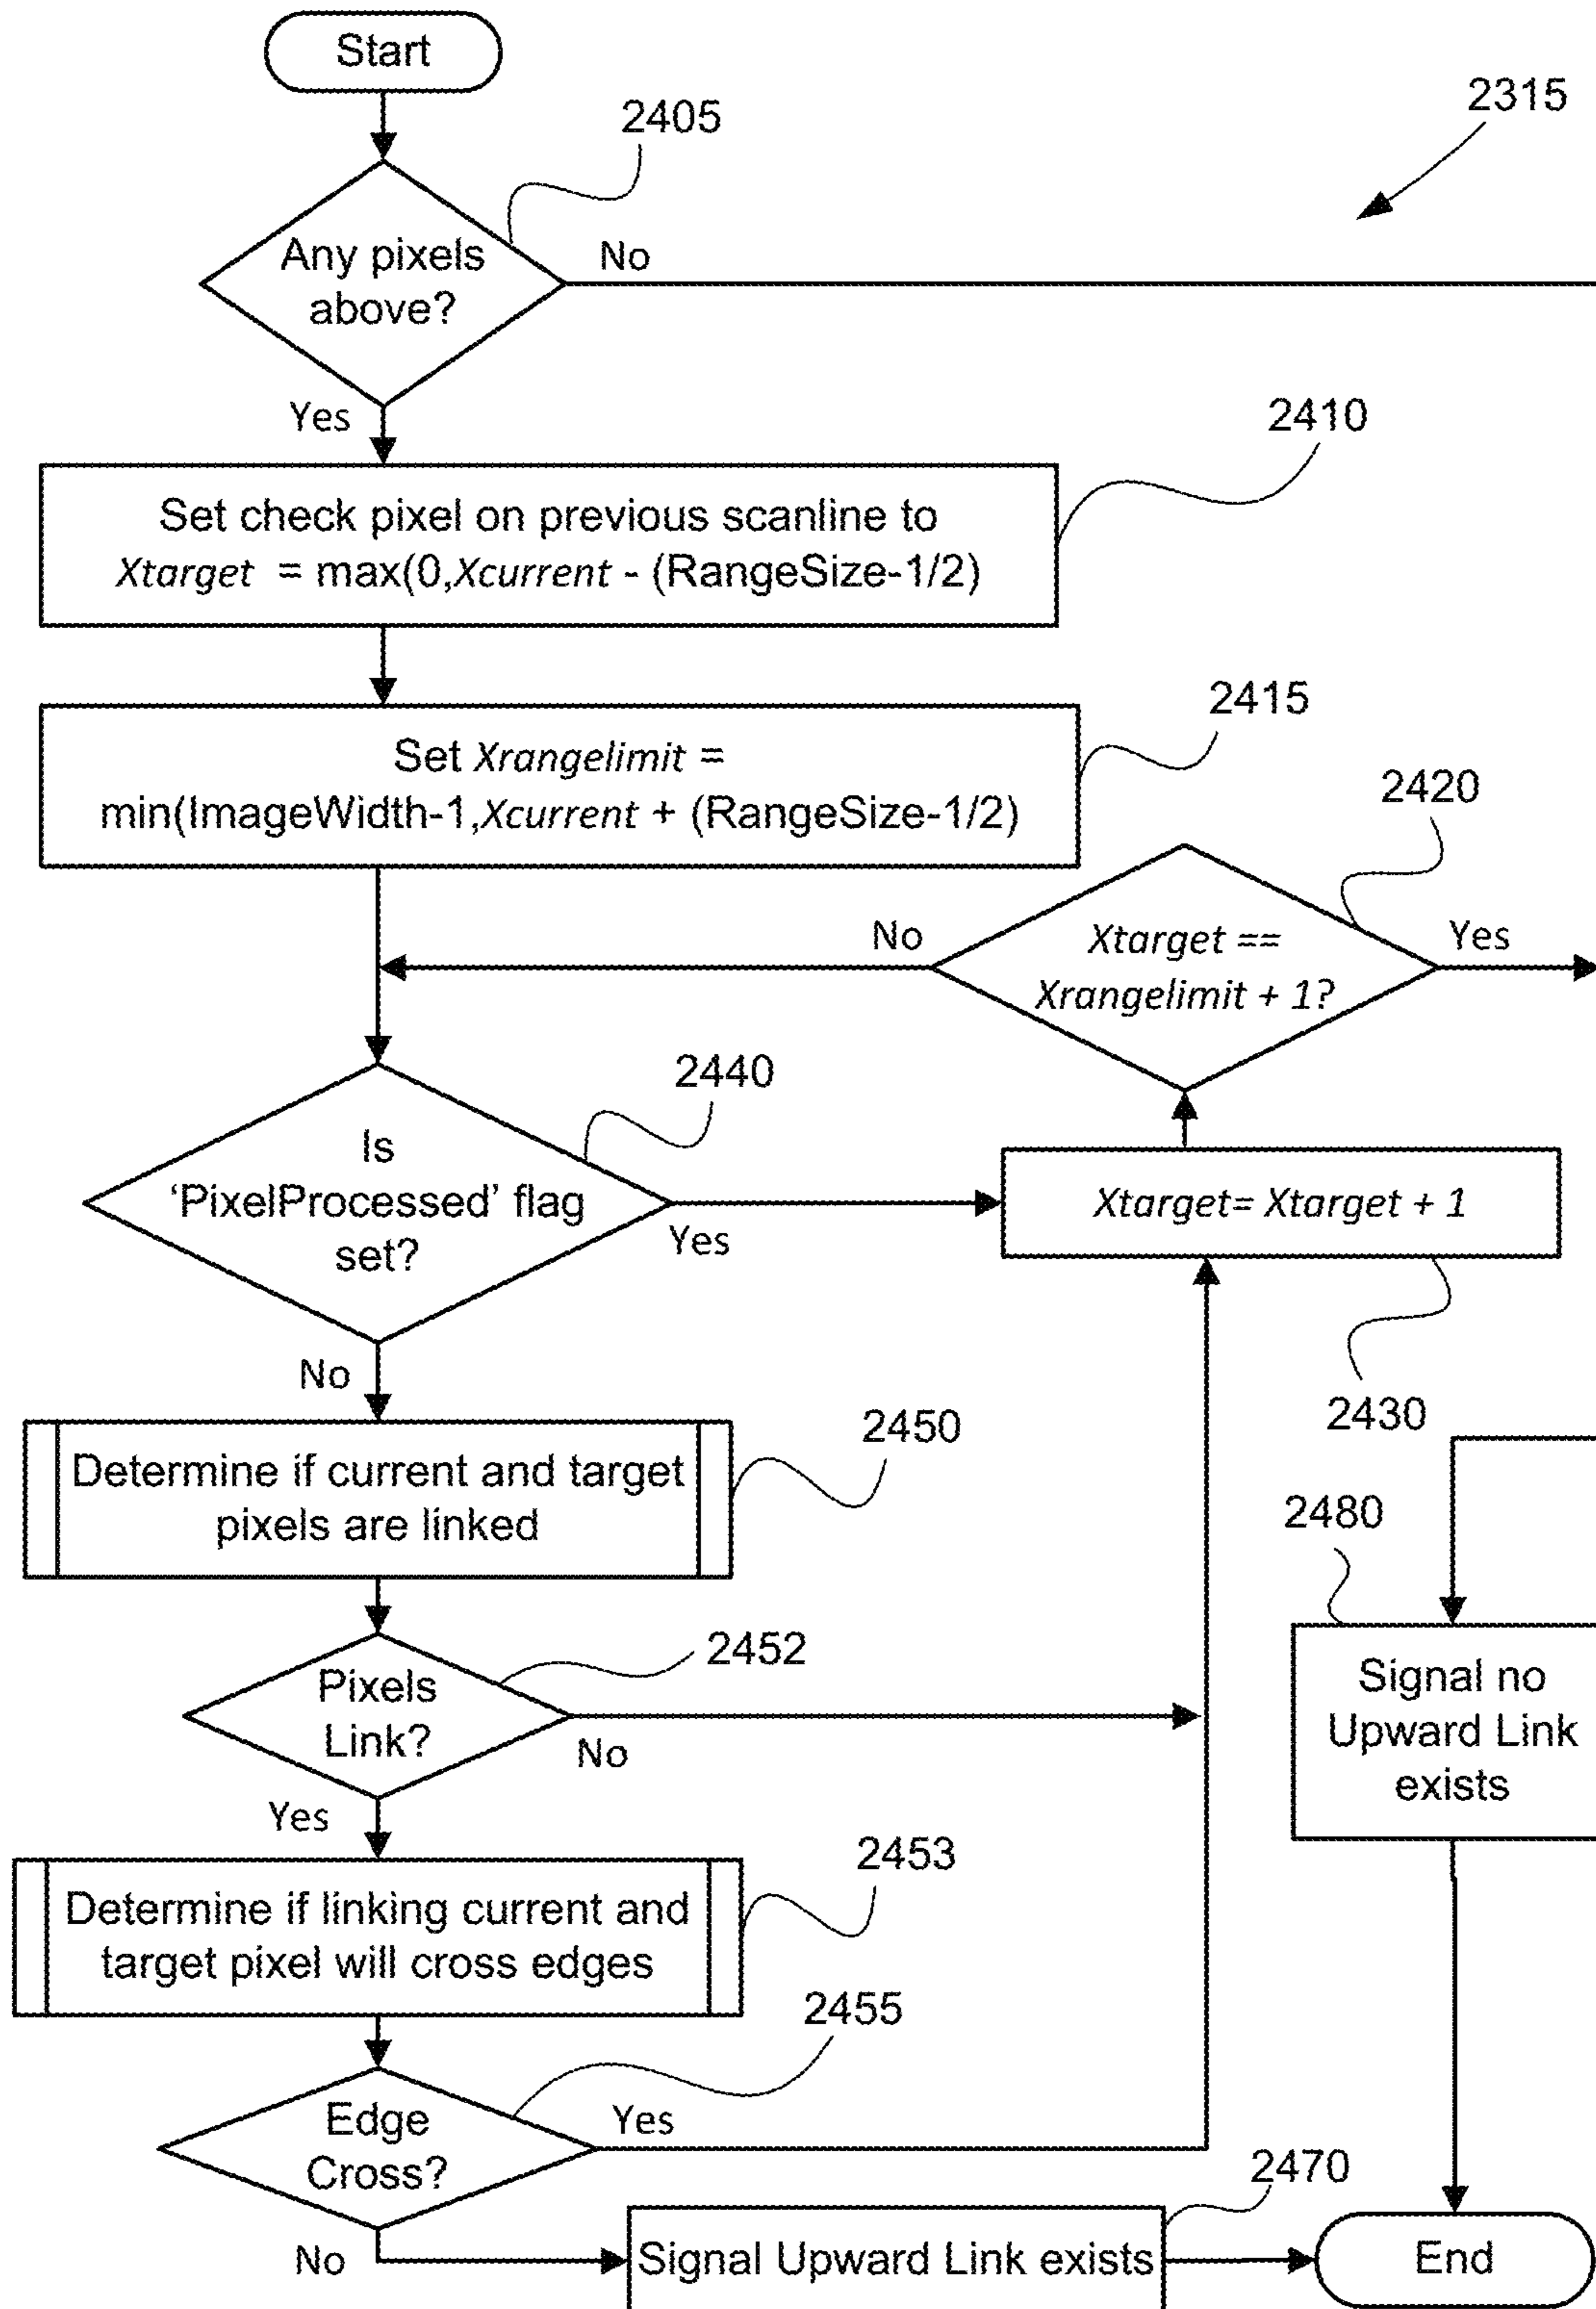 Start
2405
2315
Any pixels
above?
No
Yes
2410
Set check pixel on previous scanline to
Xtarget = max(0,Xcurrent - (RangeSize-1/2)
2415
Set Xrangelimit =
min(ImageWidth-1,Xcurrent + (RangeSize-1/2)
2420
No
Xtarget ==
Xrangelimit + 1?
Yes
2440
Is
‘PixelProcessed’ flag
set?
Yes
Xtarget= Xtarget + 1
No
2430
2450
Determine if current and target
pixels are linked
2480
2452
Pixels
Link?
No
Signal no
Upward Link
exists
Yes
2453
Determine if linking current and
target pixel will cross edges
2455
Edge
Cross?
Yes
2470
No
Signal Upward Link exists
End